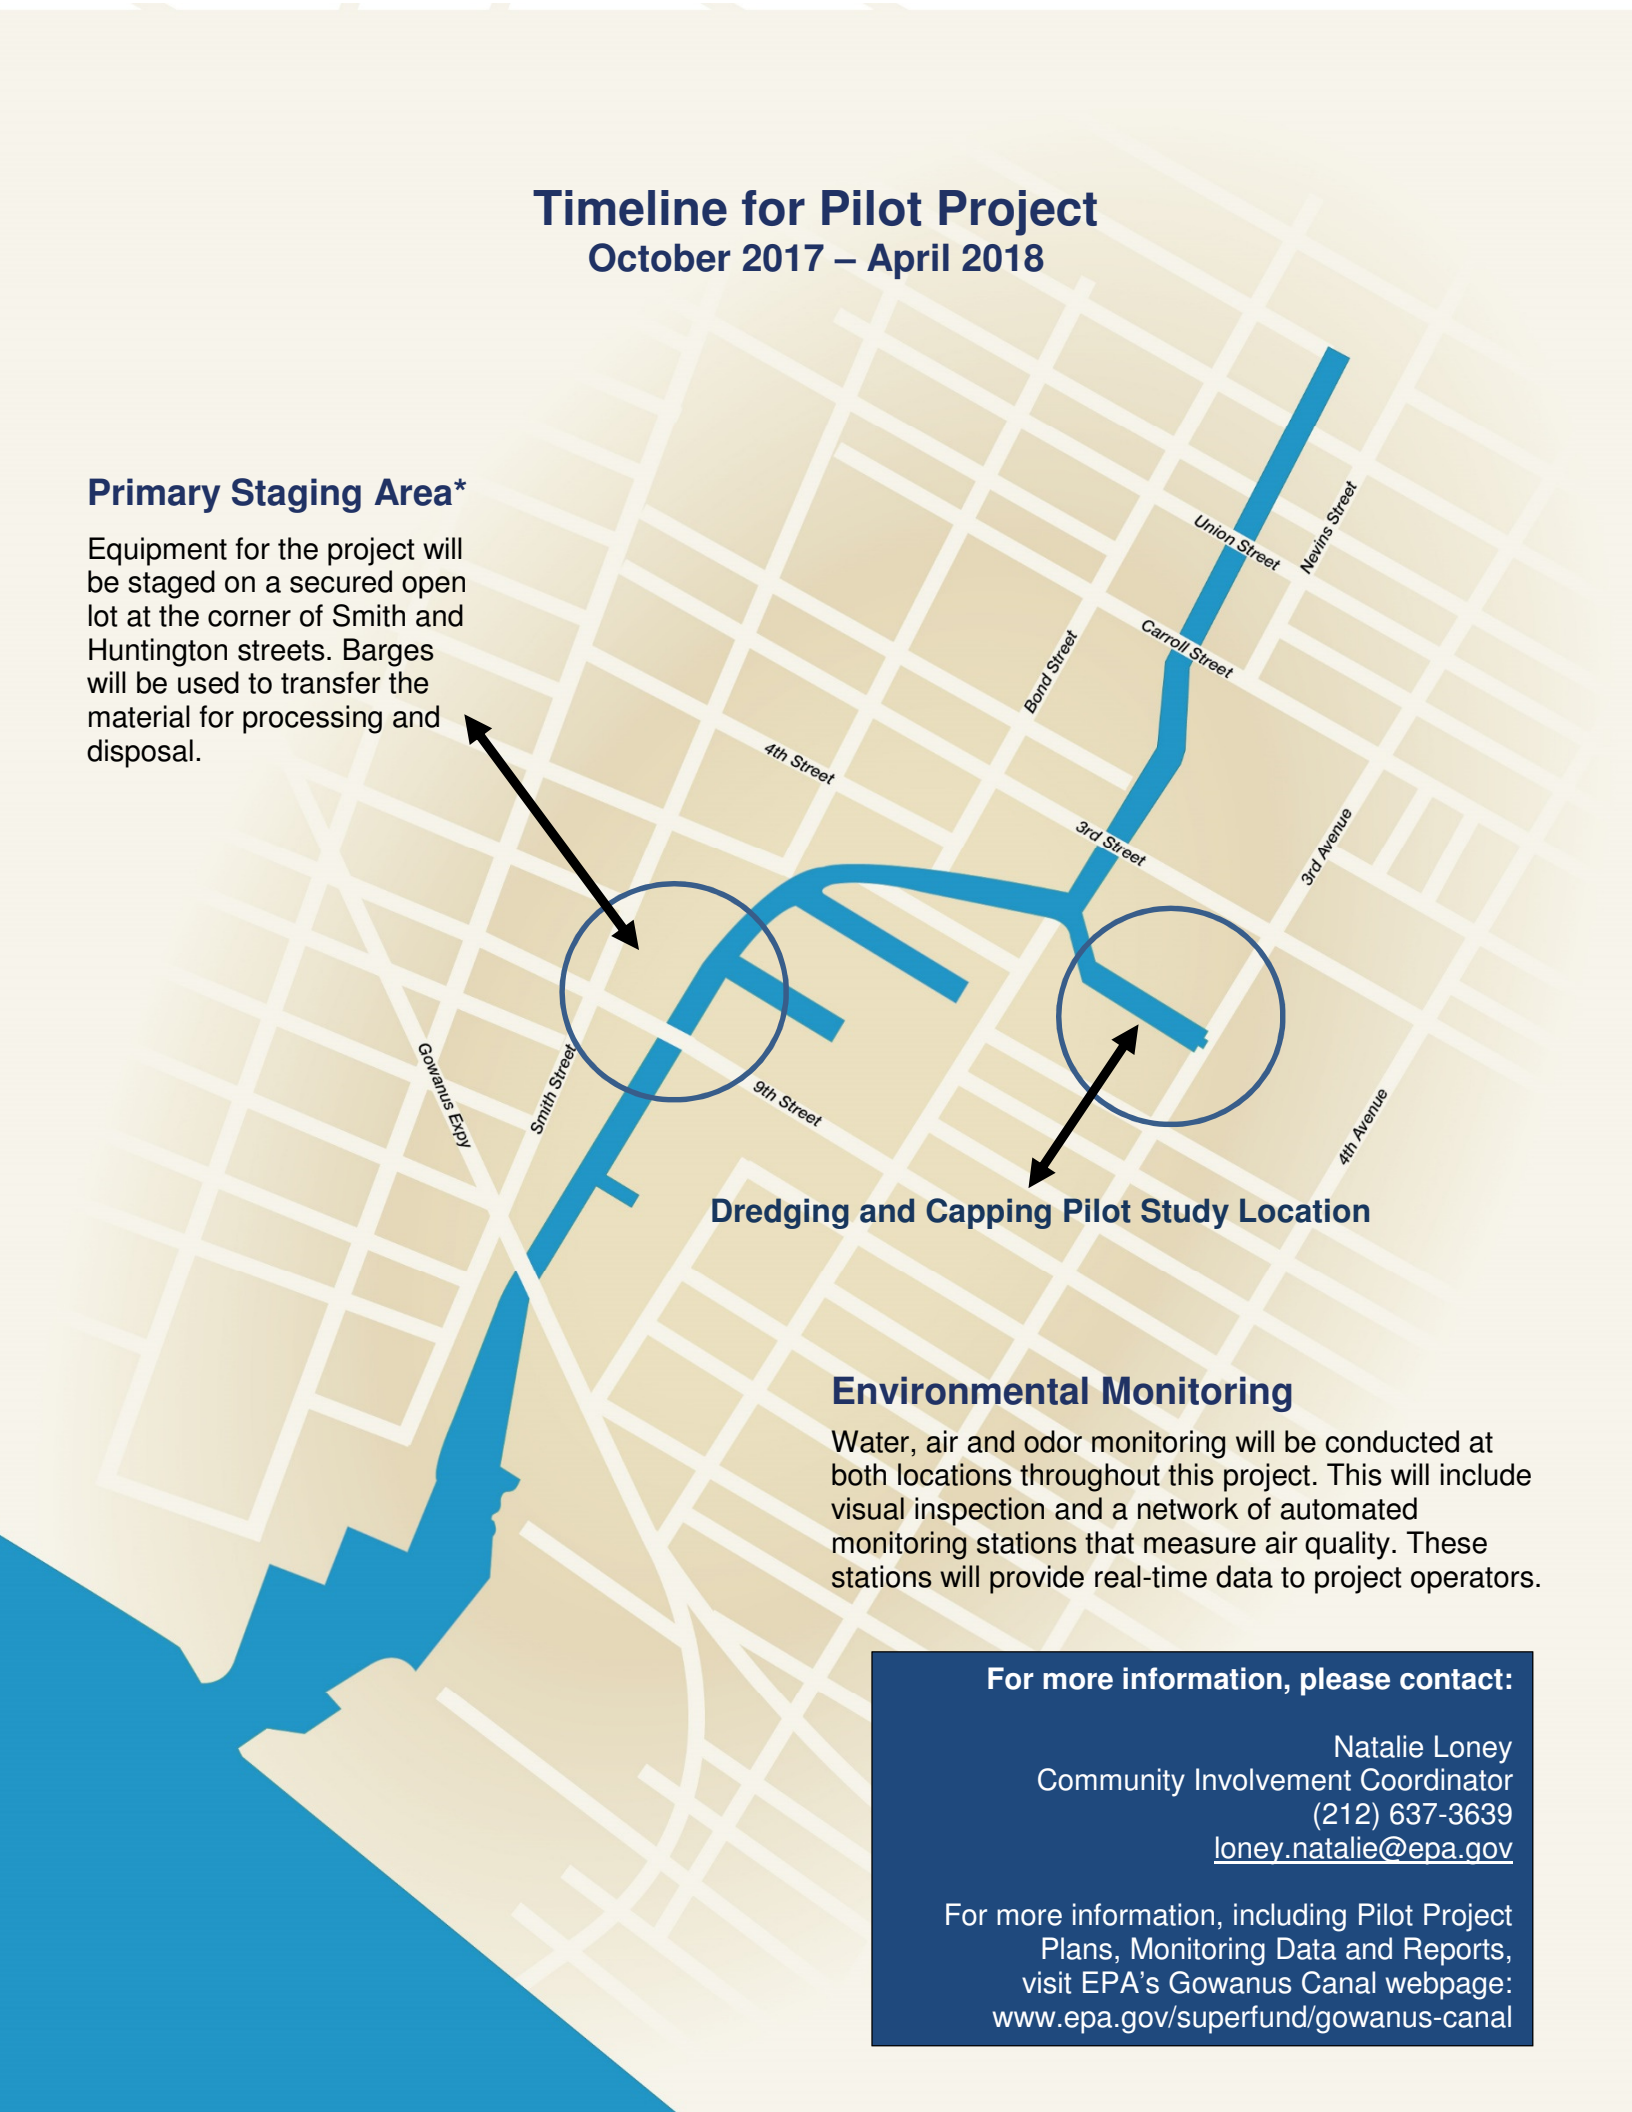 Timeline for Pilot Project
October 2017 – April 2018
Primary Staging Area*
Equipment for the project will
be staged on a secured open
lot at the corner of Smith and
Huntington streets. Barges
will be used to transfer the
material for processing and
disposal.
Union Street
Nevins Street
Carroll Street
Bond Street
4th Street
3rd Street
3rd Avenue
Gowanus Expy
Smith Street
9th Street
4th Avenue
Dredging and Capping Pilot Study Location
Environmental Monitoring
Water, air and odor monitoring will be conducted at
both locations throughout this project. This will include
visual inspection and a network of automated
monitoring stations that measure air quality. These
stations will provide real-time data to project operators.
For more information, please contact:
Natalie Loney
Community Involvement Coordinator
(212) 637-3639
loney.natalie@epa.gov
For more information, including Pilot Project
Plans, Monitoring Data and Reports,
visit EPA’s Gowanus Canal webpage:
www.epa.gov/superfund/gowanus-canal